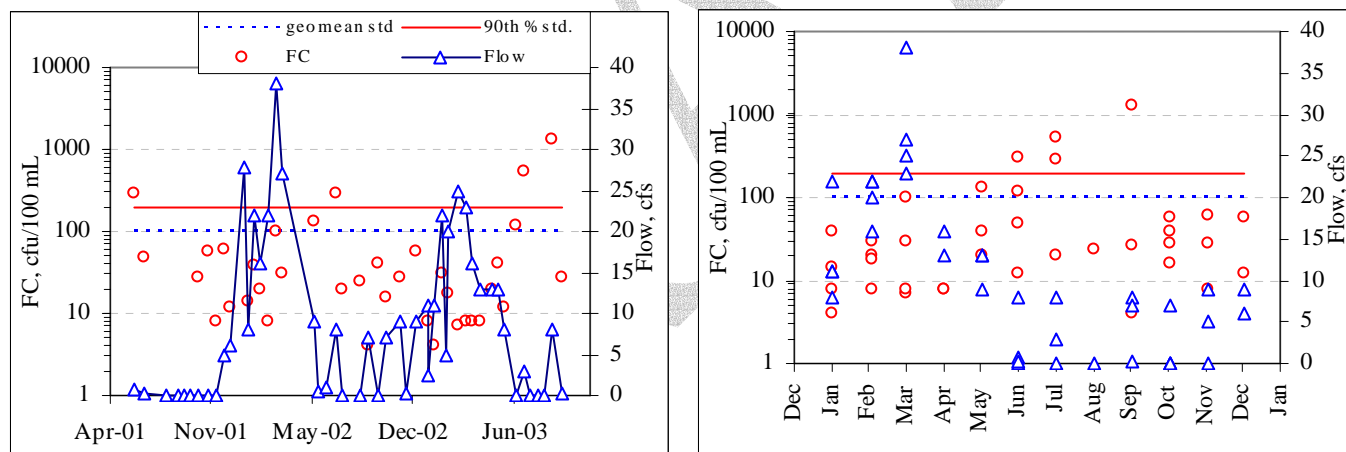 geomean std
90th % std.
FC
Flow
10000
1000
100
10
1
FC, cfu/100 mL
40
35
30
25
20
15
10
5
0
Flow, cfs
Apr-01
Nov-01
May-02
Dec-02
Jun-03
10000
1000
100
10
1
FC, cfu/100 mL
40
35
30
25
20
15
10
5
0
Flow, cfs
Dec
Jan
Feb
Mar
Apr
May
Jun
Jul
Aug
Sep
Oct
Nov
Dec
Jan